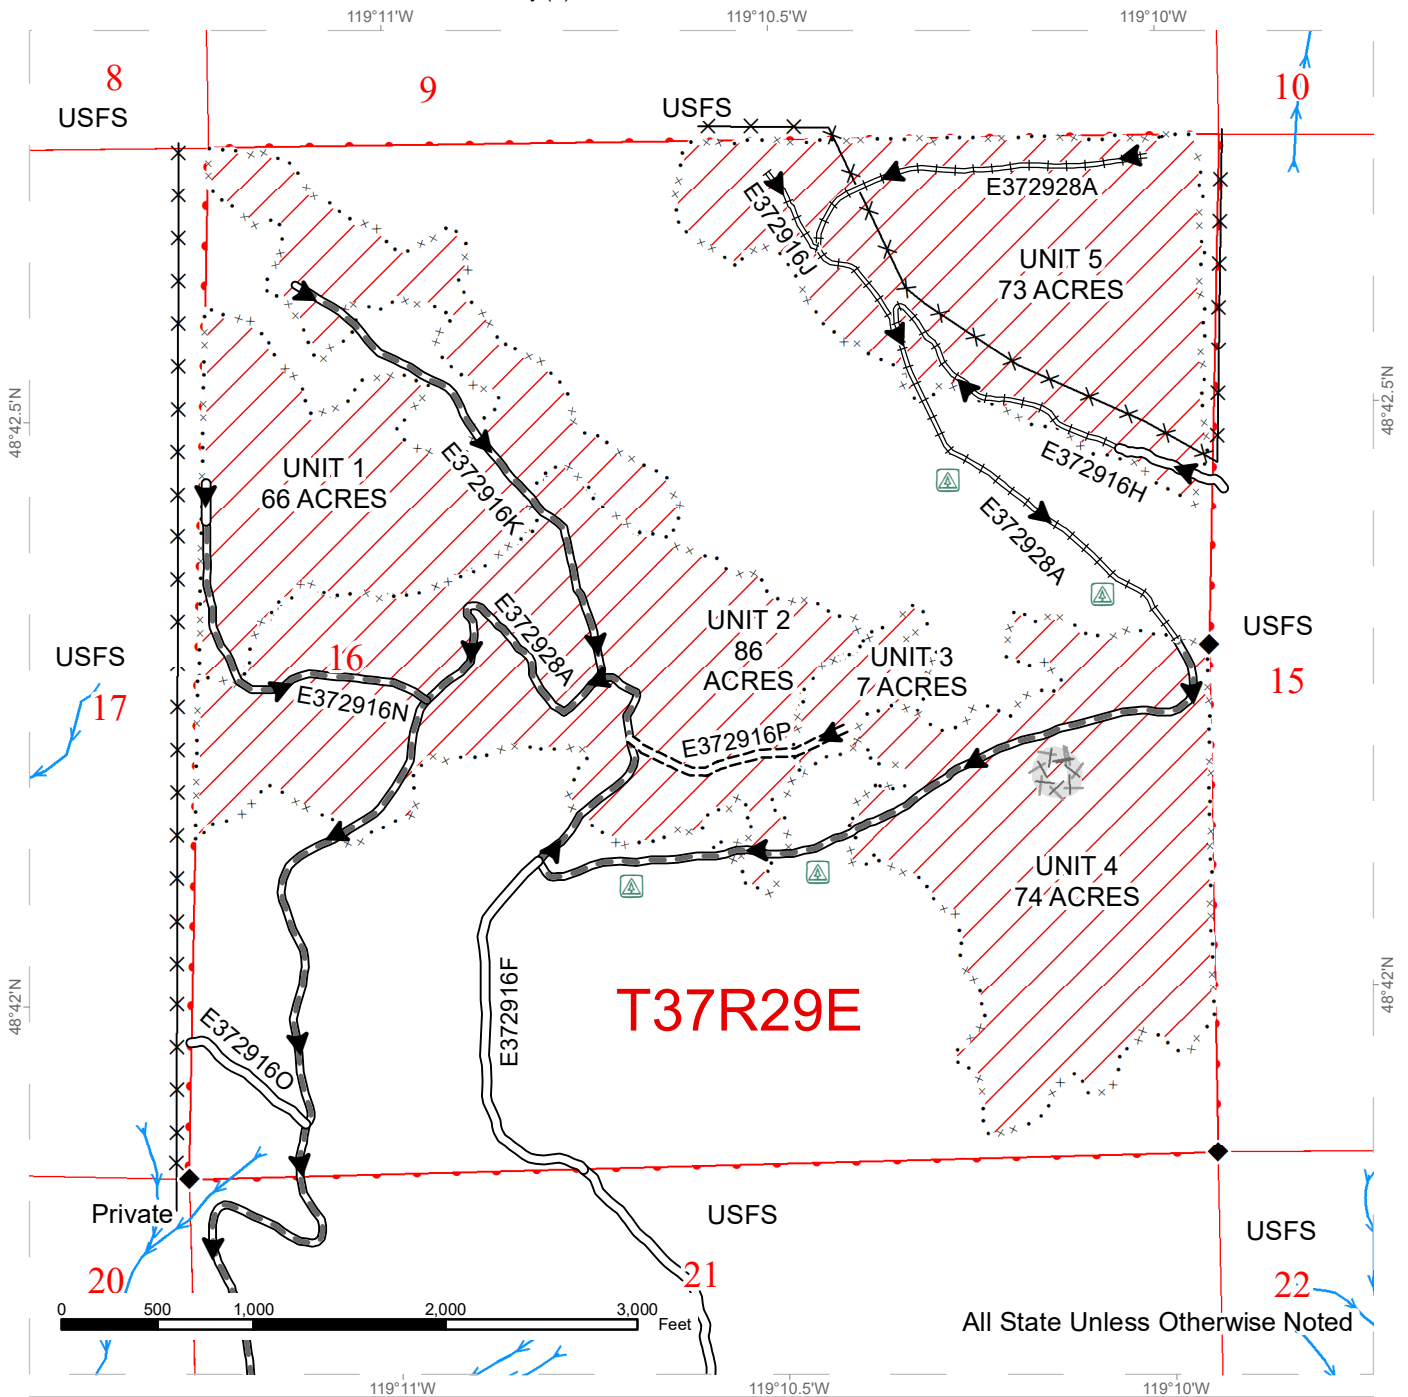 119°11'W
119°10.5'W
119°10'W
8
9
10
USFS
USFS
E372928A
E372916J
UNIT 5
73 ACRES
48°42.5'N
48°42.5'N
UNIT 1
66 ACRES
E372916K
E372916H
E372928A
E372928A
UNIT 2
86
ACRES
UNIT 3
7 ACRES
USFS
USFS
16
17
15
E372916N
E372916P
UNIT 4
74 ACRES
E372916F
T37R29E
48°42'N
48°42'N
E372916O
Private
USFS
USFS
20
21
22
0
500
1,000
2,000
3,000
Feet
All State Unless Otherwise Noted
119°11'W
119°10.5'W
119°10'W